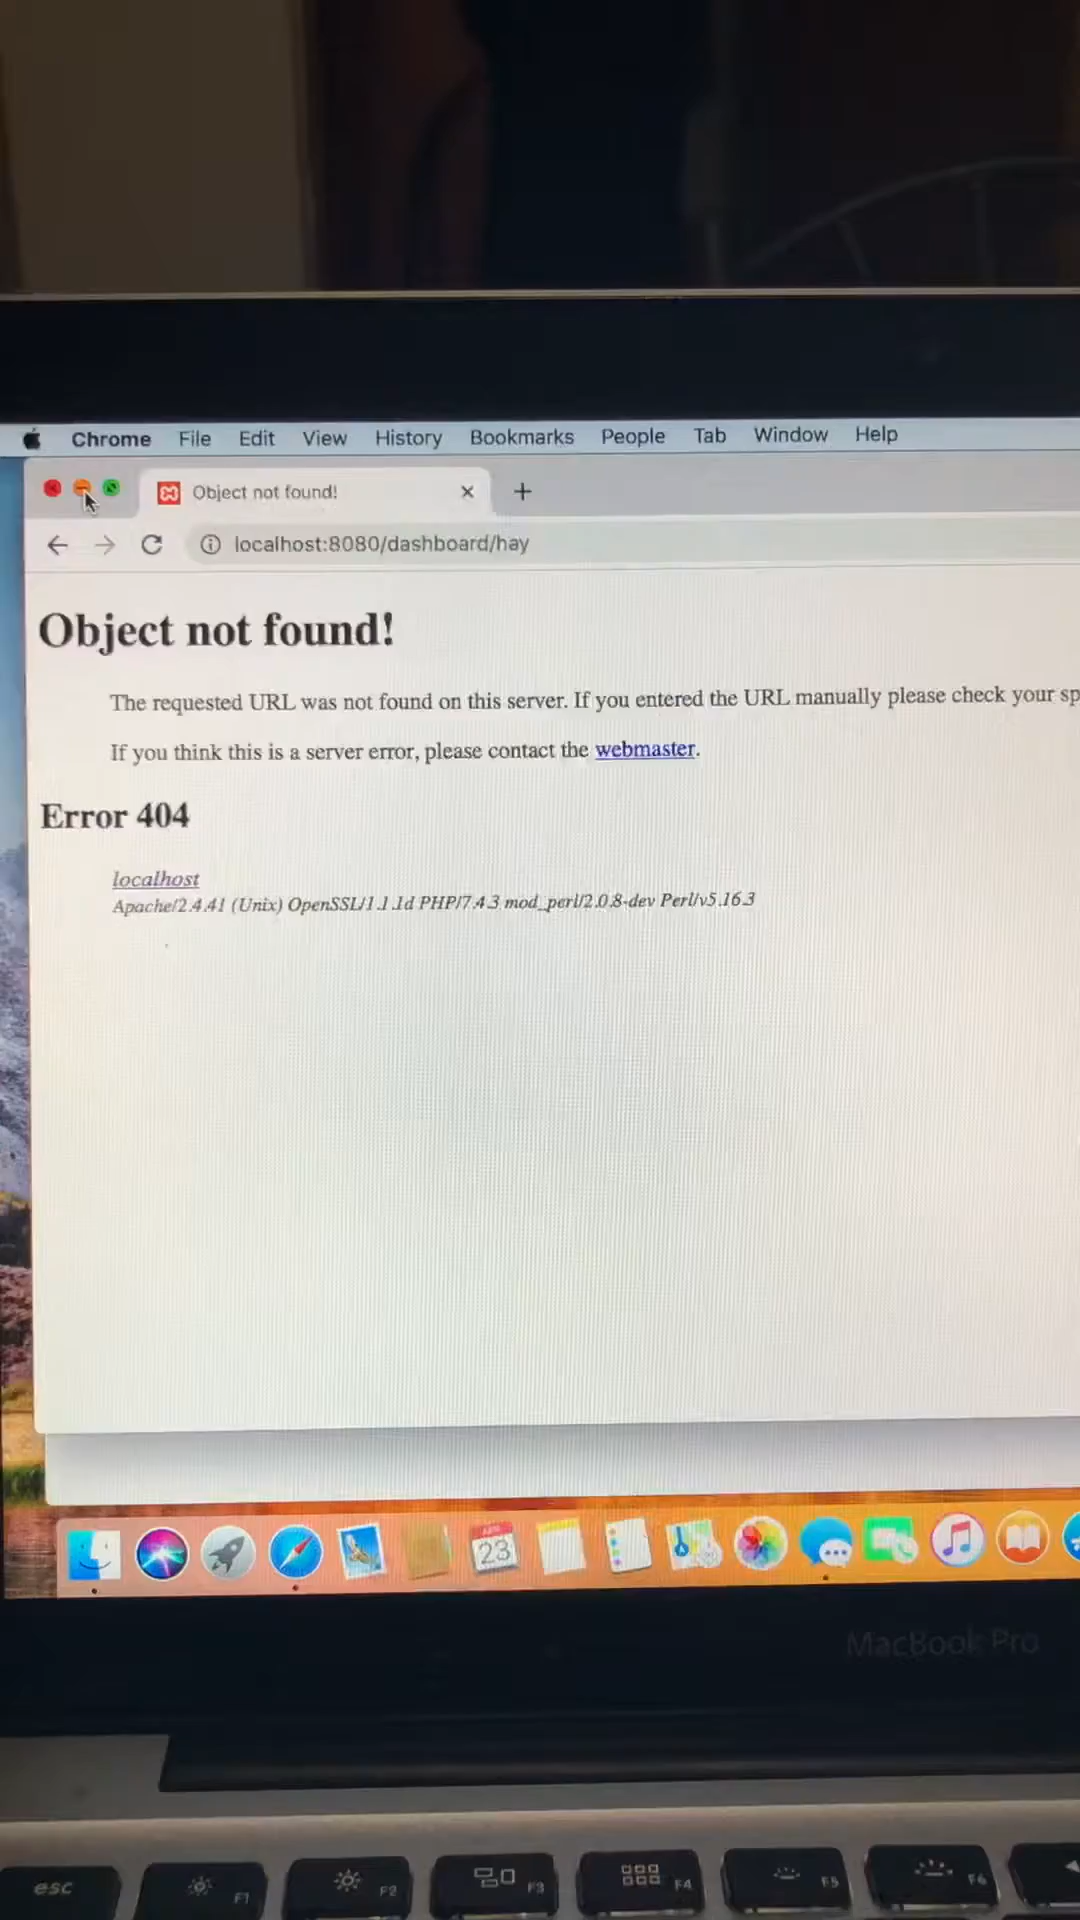 Chrome File Edit View History Bookmarks People Tab Window Help
Object not found!
localhost:8080/dashboard/hay
Object not found!
The requested URL was not found on this server. If you entered the URL manually please check your sp
If you think this is a server error, please contact the webmaster.
Error 404
localhost
Apache/2.4.41 (Unix) OpenSSL/1.1.1d PHP/7.4.3 mod_perl/2.0.8-dev Perl/v5.16.3
23
MacBook Pro
esc F1 F2 F3 F4 F5 F6